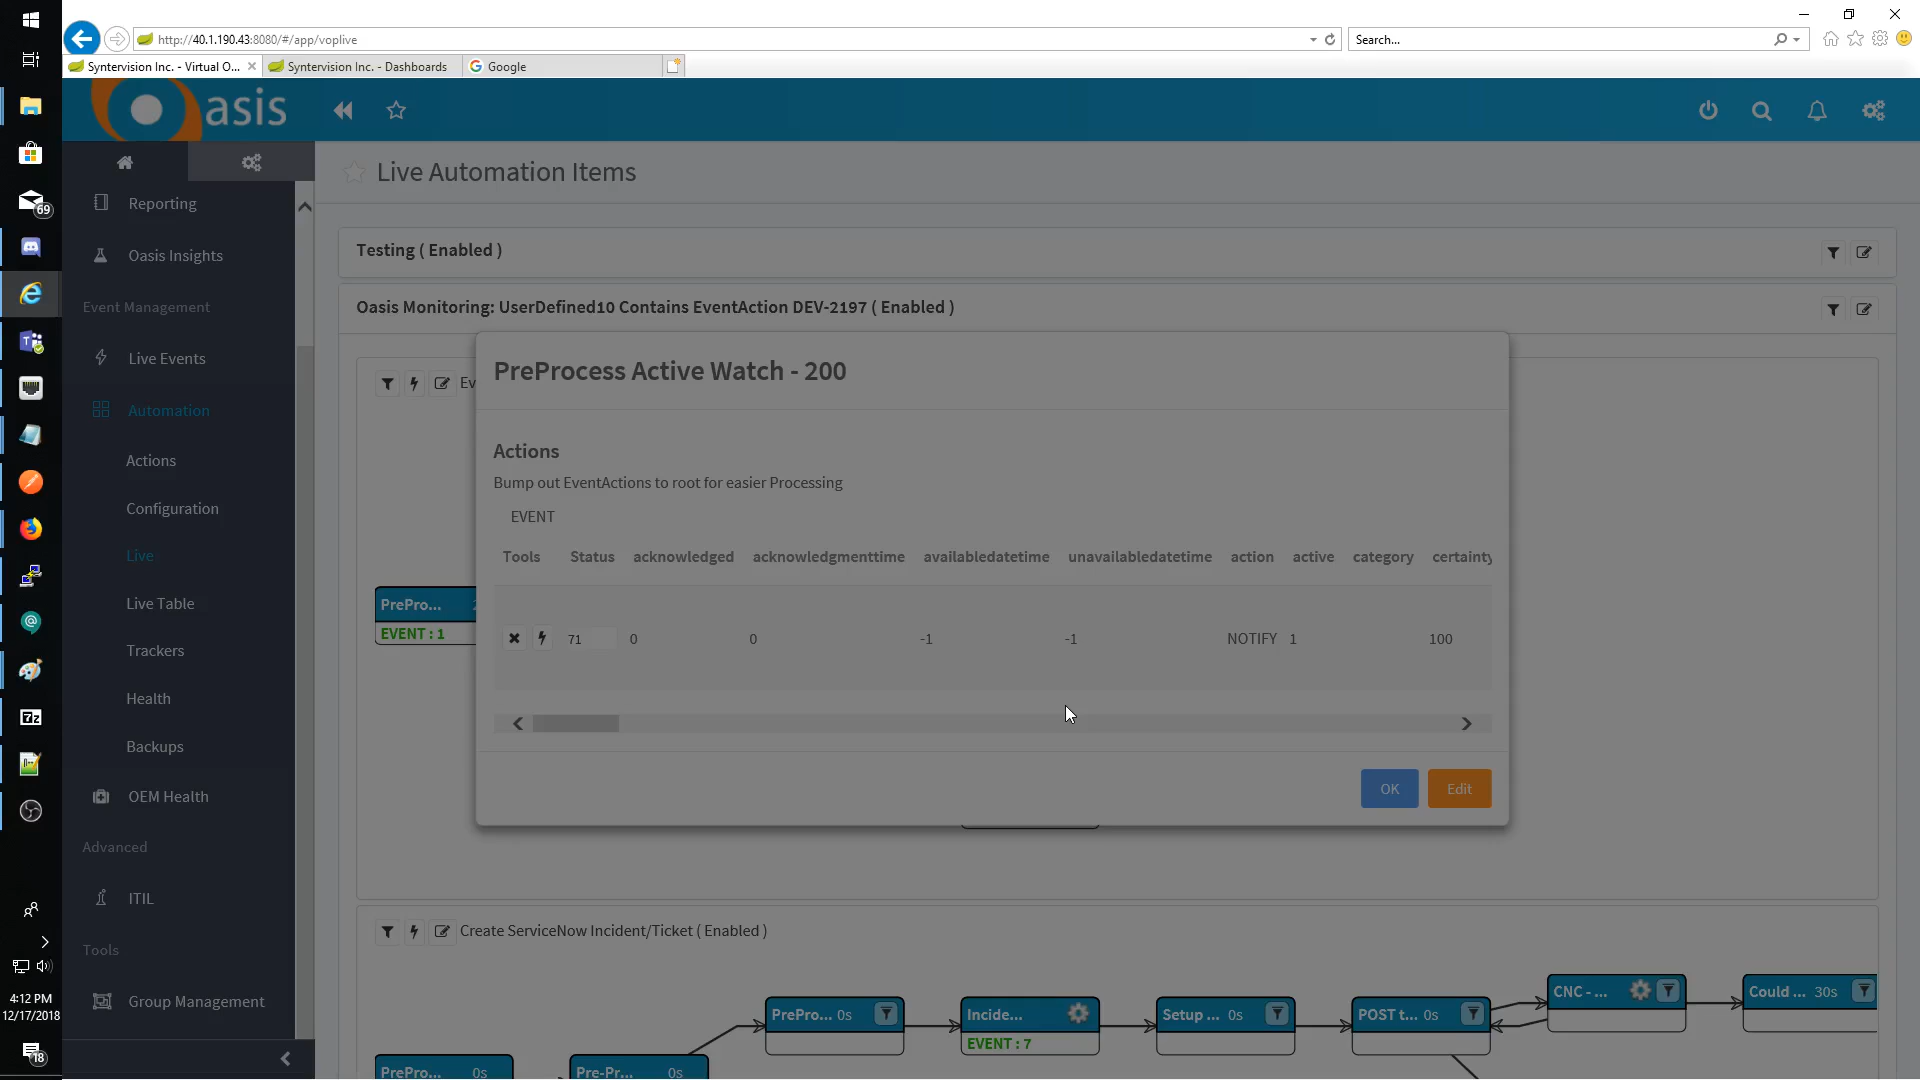 http://40.1.190.43:8080/#/app/voplive
Search...
Syntervision Inc. - Virtual O...
Syntervision Inc. - Dashboards
Google
Oasis
Live Automation Items
Reporting
Oasis Insights
Event Management
Live Events
Automation
Actions
Configuration
Live
Live Table
Trackers
Health
Backups
OEM Health
Advanced
ITIL
Tools
Group Management
Testing ( Enabled )
Oasis Monitoring: UserDefined10 Contains EventAction DEV-2197 ( Enabled )
Ev
PrePro...
EVENT : 1
PreProcess Active Watch - 200
Actions
Bump out EventActions to root for easier Processing
EVENT
Tools Status acknowledged acknowledgmenttime availabledatetime unavailabledatetime action active category certainty
71 0 0 -1 -1 NOTIFY 1 100
OK Edit
Create ServiceNow Incident/Ticket ( Enabled )
CNC - ...
Could ... 30s
PrePro... 0s
Incide...
Setup ... 0s
POST t... 0s
EVENT : 7
PrePro... 0s
Pre-Pr... 0s
69
7z
4:12 PM
12/17/2018
18